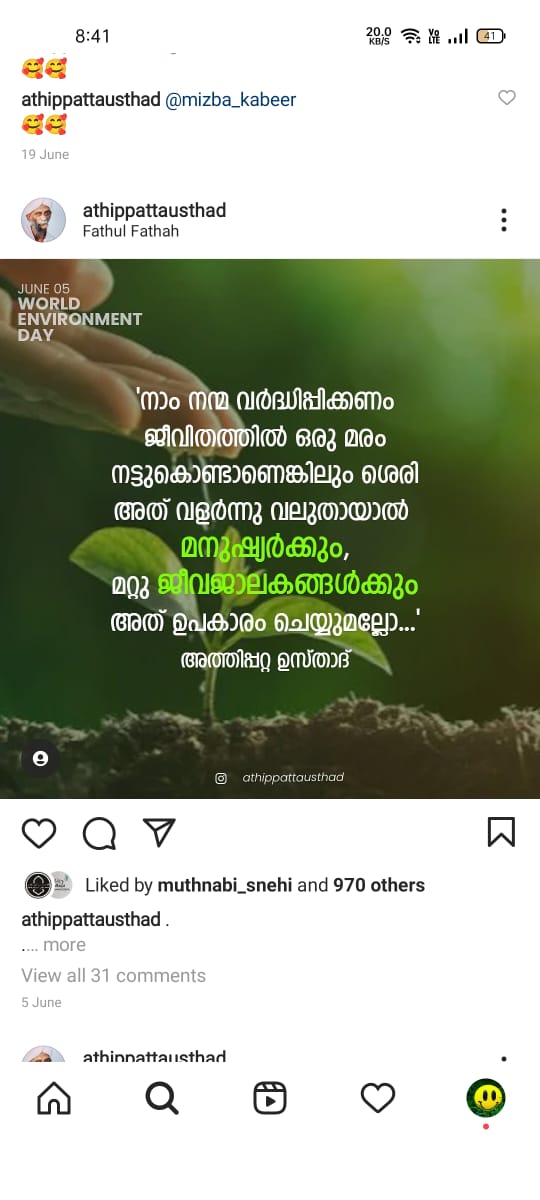 8:41
20.0 KB/S Vo LTE 41
🥰🥰
athippattausthad @mizba_kabeer
🥰🥰
19 June
athippattausthad
Fathul Fathah
JUNE 05
WORLD
ENVIRONMENT
DAY
'നാം നന്മ വർദ്ധിപ്പിക്കണം
ജീവിതത്തിൽ ഒരു മരം
നട്ടുകൊണ്ടാണെങ്കിലും ശെരി
അത് വളർന്നു വലുതായാൽ
മനുഷ്യർക്കും,
മറ്റു ജീവജാലകങ്ങൾക്കും
അത് ഉപകാരം ചെയ്യുമല്ലോ...'
അത്തിപ്പറ്റ ഉസ്താദ്
athippattausthad
Liked by muthnabi_snehi and 970 others
athippattausthad .
.... more
View all 31 comments
5 June
athippattausthad